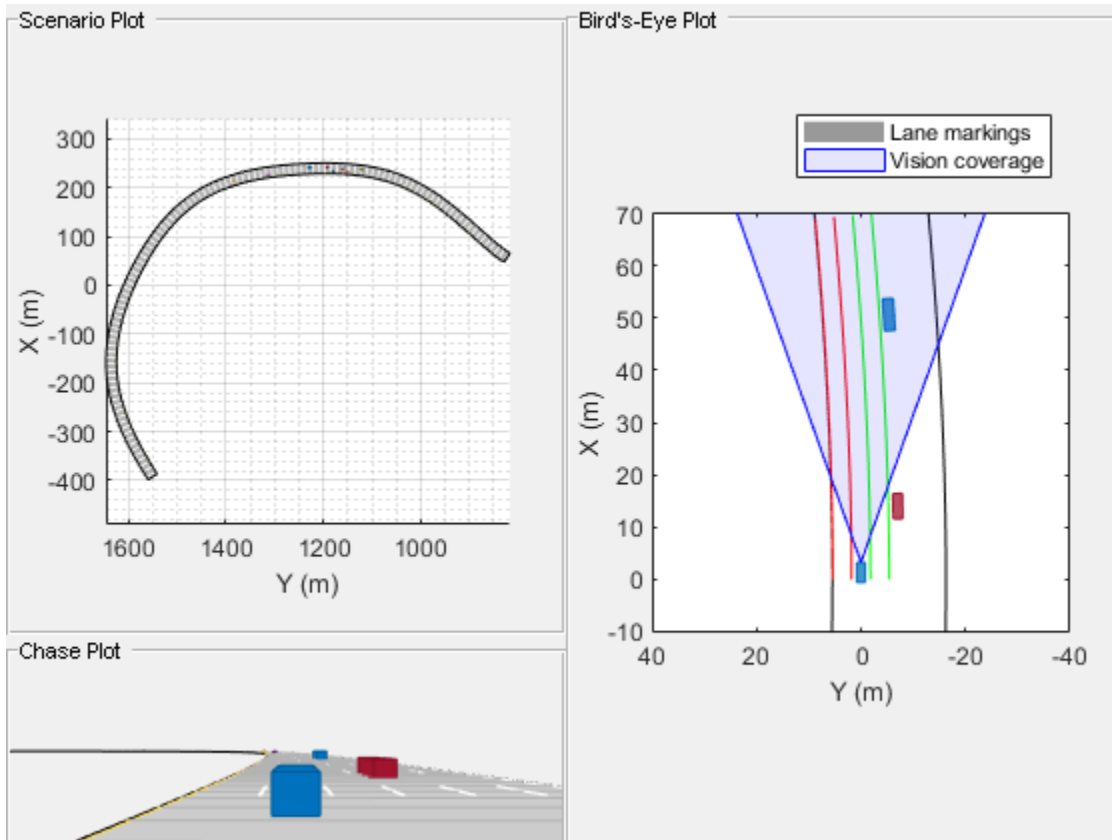 Scenario Plot
300
200
100
0
-100
-200
-300
-400
X (m)
1600 1400 1200 1000
Y (m)
Chase Plot
Bird's-Eye Plot
Lane markings
Vision coverage
70
60
50
40
30
20
10
0
-10
X (m)
40 20 0 -20 -40
Y (m)